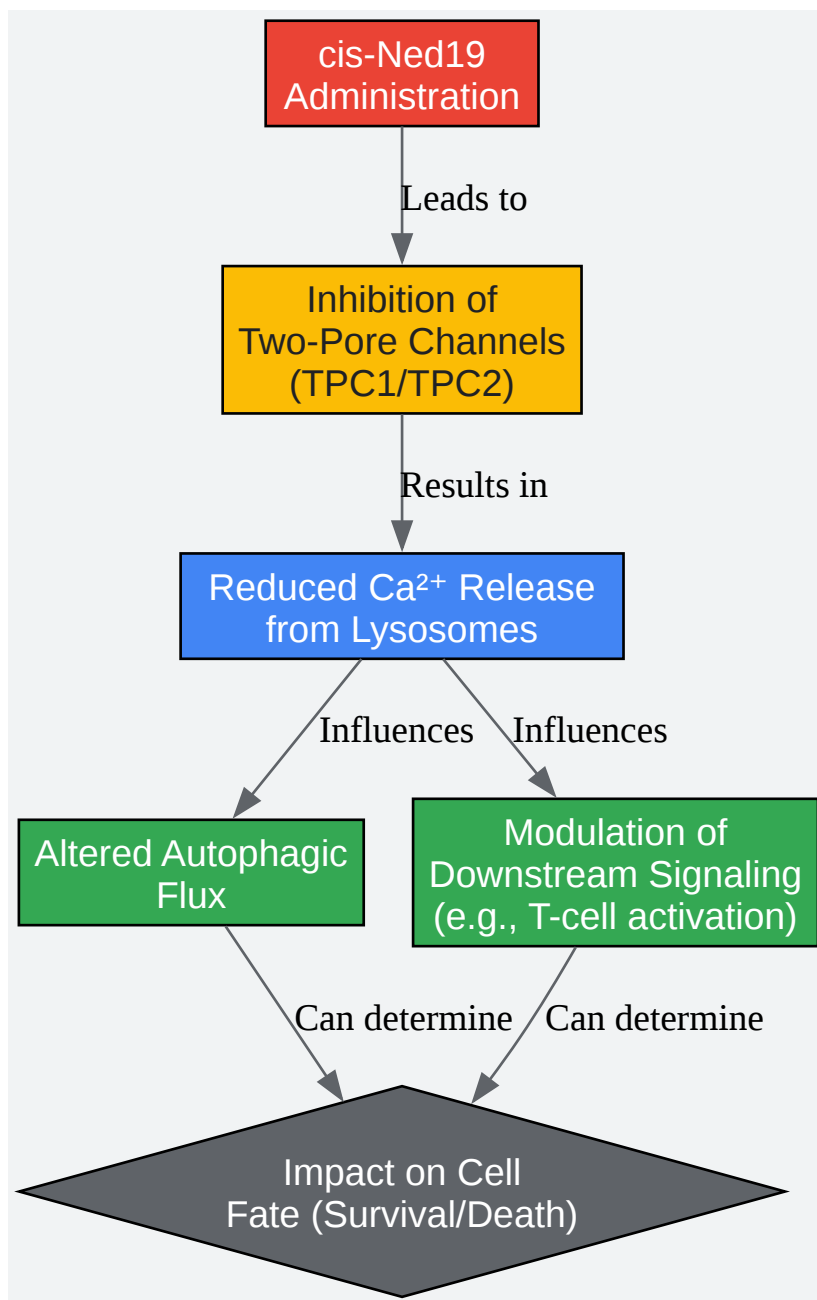 cis-Ned19
Administration
Leads to
Inhibition of
Two-Pore Channels
(TPC1/TPC2)
Results in
Reduced Ca²⁺ Release
from Lysosomes
Influences
Influences
Altered Autophagic
Flux
Modulation of
Downstream Signaling
(e.g., T-cell activation)
Can determine
Can determine
Impact on Cell
Fate (Survival/Death)